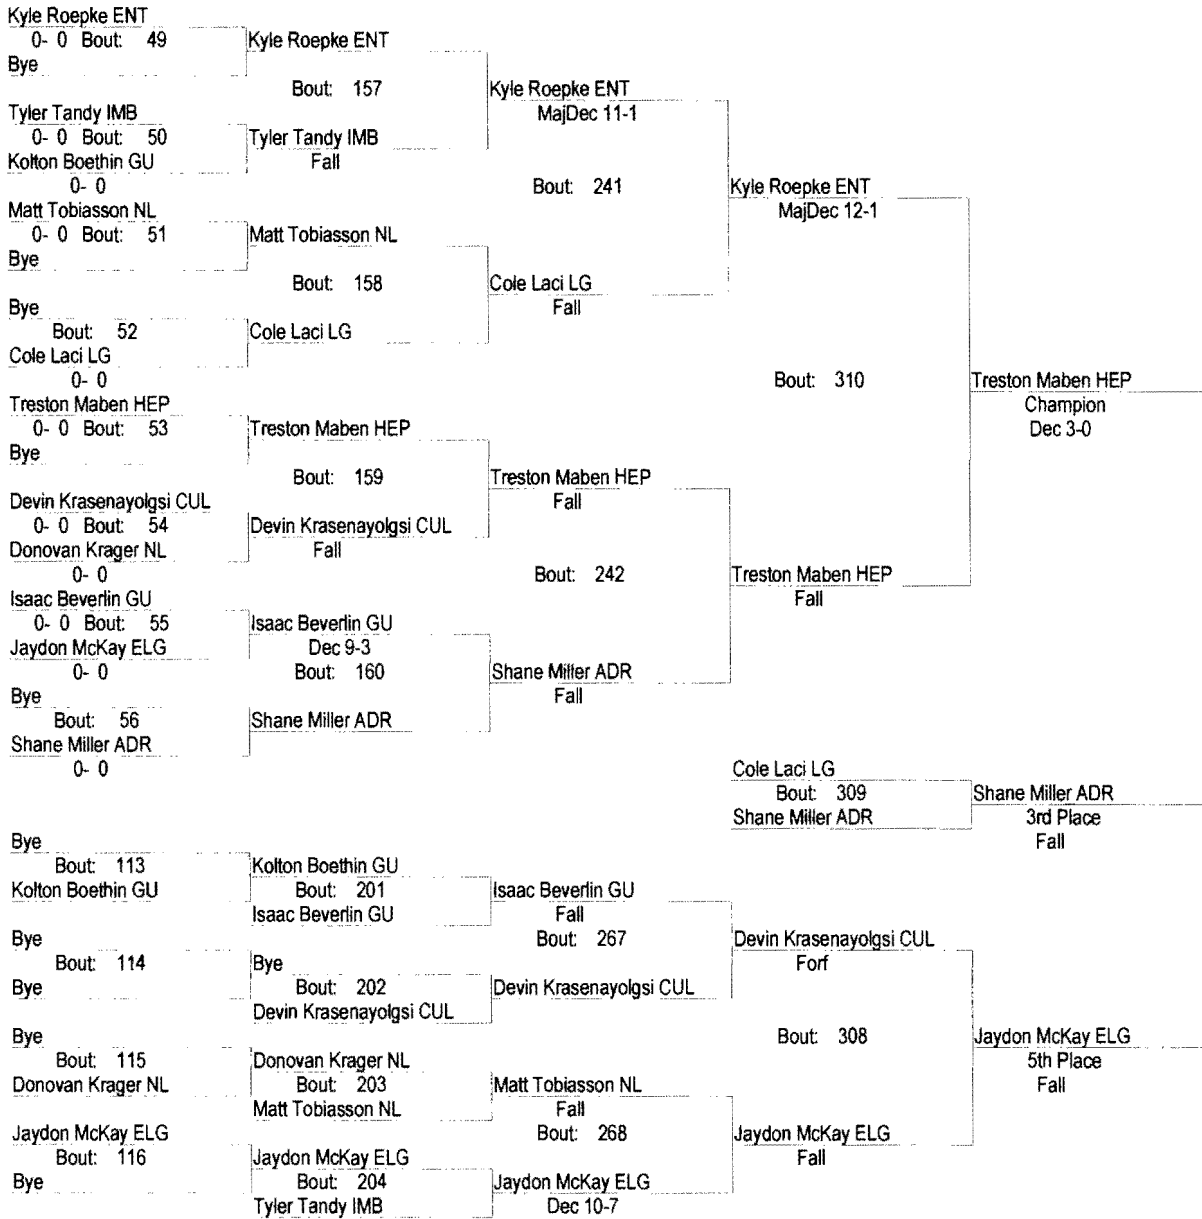 Kyle Roepke ENT
0- 0 Bout: 49
Bye
Tyler Tandy IMB
0- 0 Bout: 50
Kolton Boethin GU
0- 0
Matt Tobiasson NL
0- 0 Bout: 51
Bye
Bye
Bout: 52
Cole Laci LG
0- 0
Treston Maben HEP
0- 0 Bout: 53
Bye
Devin Krasenayolgsi CUL
0- 0 Bout: 54
Donovan Krager NL
0- 0
Isaac Beverlin GU
0- 0 Bout: 55
Jaydon McKay ELG
0- 0
Bye
Bout: 56
Shane Miller ADR
0- 0
Kyle Roepke ENT
Bout: 157
Tyler Tandy IMB
Fall
Matt Tobiasson NL
Bout: 158
Cole Laci LG
Treston Maben HEP
Bout: 159
Devin Krasenayolgsi CUL
Fall
Isaac Beverlin GU
Dec 9-3
Bout: 160
Shane Miller ADR
Kyle Roepke ENT
MajDec 11-1
Bout: 241
Cole Laci LG
Fall
Treston Maben HEP
Fall
Bout: 242
Shane Miller ADR
Fall
Kyle Roepke ENT
MajDec 12-1
Bout: 310
Treston Maben HEP
Fall
Treston Maben HEP
Champion
Dec 3-0
Cole Laci LG
Bout: 309
Shane Miller ADR
Shane Miller ADR
3rd Place
Fall
Bye
Bout: 113
Kolton Boethin GU
Bye
Bout: 114
Bye
Bye
Bout: 115
Donovan Krager NL
Jaydon McKay ELG
Bout: 116
Bye
Kolton Boethin GU
Bout: 201
Isaac Beverlin GU
Bye
Bout: 202
Devin Krasenayolgsi CUL
Donovan Krager NL
Bout: 203
Matt Tobiasson NL
Jaydon McKay ELG
Bout: 204
Tyler Tandy IMB
Isaac Beverlin GU
Fall
Bout: 267
Devin Krasenayolgsi CUL
Matt Tobiasson NL
Fall
Bout: 268
Jaydon McKay ELG
Dec 10-7
Devin Krasenayolgsi CUL
Forf
Bout: 308
Jaydon McKay ELG
Fall
Jaydon McKay ELG
5th Place
Fall